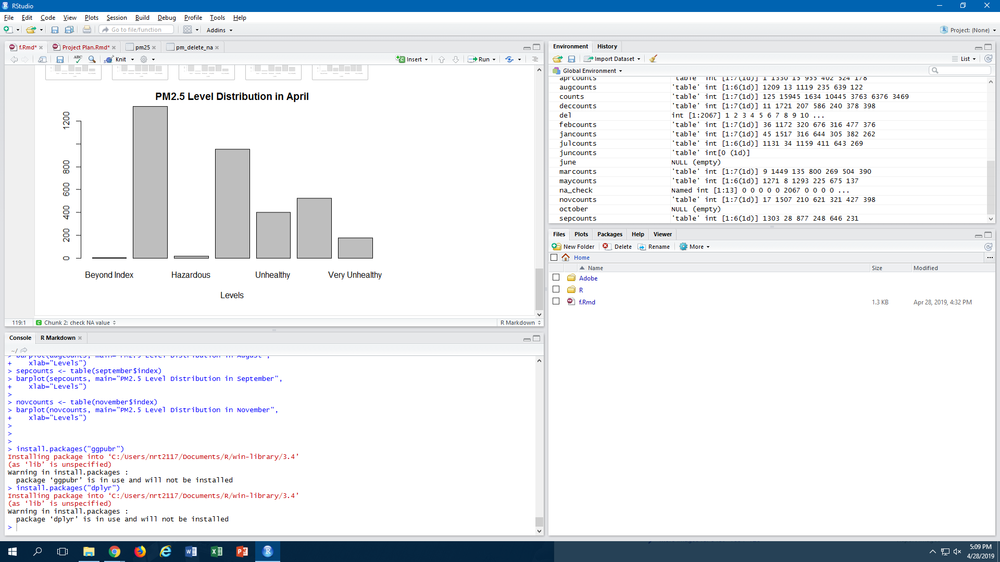 RStudio
File Edit Code View Plots Session Build Debug Profile Tools Help
Go to file/function Addins Project: (None)
f.Rmd* Project Plan.Rmd* pm25 pm_delete_na
ABC Knit Insert Run
PM2.5 Level Distribution in April
1200
800
600
400
200
0
Beyond Index Hazardous Unhealthy Very Unhealthy
Levels
119:1 Chunk 2: check NA value R Markdown
Console R Markdown
~/
> barplot(augcounts, main="PM2.5 Level Distribution in August",
+    xlab="Levels")
> sepcounts <- table(september$index)
> barplot(sepcounts, main="PM2.5 Level Distribution in September",
+    xlab="Levels")
>
> novcounts <- table(november$index)
> barplot(novcounts, main="PM2.5 Level Distribution in November",
+    xlab="Levels")
>
>
>
> install.packages("ggpubr")
Installing package into ‘C:/Users/nrt2117/Documents/R/win-library/3.4’
(as ‘lib’ is unspecified)
Warning in install.packages :
  package ‘ggpubr’ is in use and will not be installed
> install.packages("dplyr")
Installing package into ‘C:/Users/nrt2117/Documents/R/win-library/3.4’
(as ‘lib’ is unspecified)
Warning in install.packages :
  package ‘dplyr’ is in use and will not be installed
>
Environment History
Import Dataset List
Global Environment
aprcounts 'table' int [1:7(1d)] 1 1330 15 955 402 524 178
augcounts 'table' int [1:6(1d)] 1209 13 1119 235 639 122
counts 'table' int [1:7(1d)] 125 15945 1634 10445 3763 6376 3469
deccounts 'table' int [1:7(1d)] 11 1721 207 586 240 378 398
del int [1:2067] 1 2 3 4 5 6 7 8 9 10 ...
febcounts 'table' int [1:7(1d)] 36 1172 320 676 316 477 376
jancounts 'table' int [1:7(1d)] 45 1517 316 644 305 382 262
julcounts 'table' int [1:6(1d)] 1131 34 1159 411 643 269
juncounts 'table' int[0 (1d)]
june NULL (empty)
marcounts 'table' int [1:7(1d)] 9 1449 135 800 269 504 390
maycounts 'table' int [1:6(1d)] 1271 8 1293 225 675 137
na_check Named int [1:13] 0 0 0 0 0 2067 0 0 0 0 ...
novcounts 'table' int [1:7(1d)] 17 1507 210 621 321 427 398
october NULL (empty)
sepcounts 'table' int [1:6(1d)] 1303 28 877 248 646 231
Files Plots Packages Help Viewer
New Folder Delete Rename More
Home ...
Name Size Modified
Adobe
R
f.Rmd 1.3 KB Apr 28, 2019, 4:32 PM
5:09 PM
4/28/2019